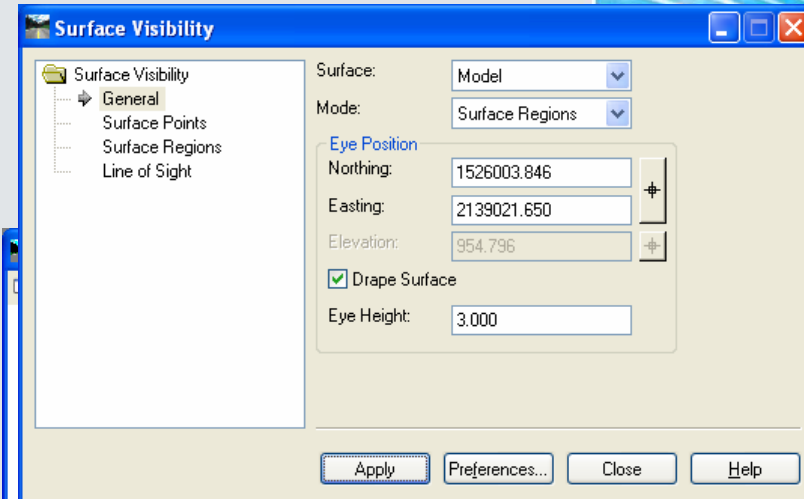 Surface Visibility
Surface Visibility
General
Surface Points
Surface Regions
Line of Sight
Surface: Model
Mode: Surface Regions
Eye Position
Northing: 1526003.846
Easting: 2139021.650
Elevation: 954.796
Drape Surface
Eye Height: 3.000
Apply Preferences... Close Help